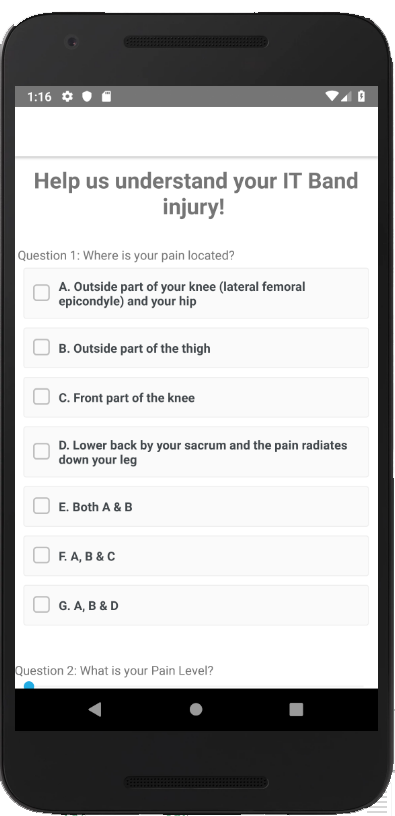 1:16
Help us understand your IT Band
injury!
Question 1: Where is your pain located?
A. Outside part of your knee (lateral femoral
epicondyle) and your hip
B. Outside part of the thigh
C. Front part of the knee
D. Lower back by your sacrum and the pain radiates
down your leg
E. Both A & B
F. A, B & C
G. A, B & D
Question 2: What is your Pain Level?